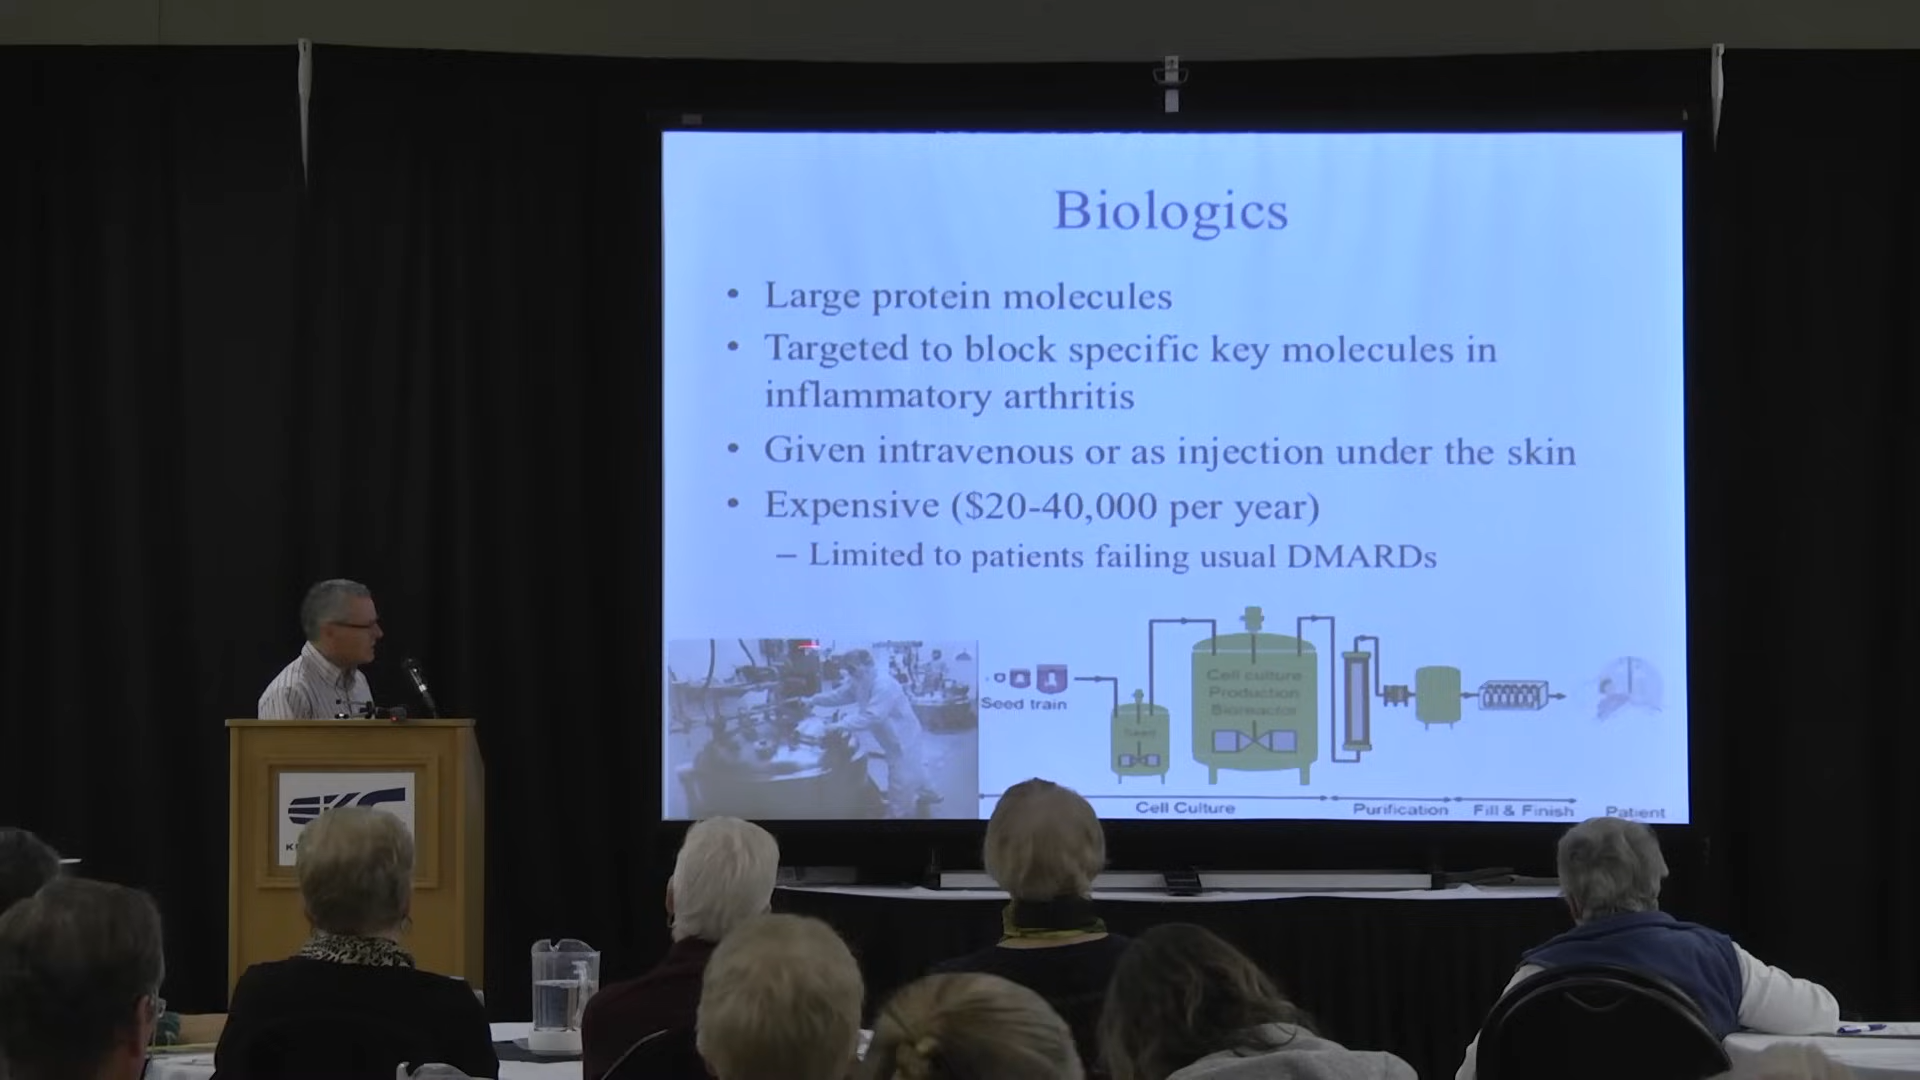 Biologics
• Large protein molecules
• Targeted to block specific key molecules in
inflammatory arthritis
• Given intravenous or as injection under the skin
• Expensive ($20-40,000 per year)
– Limited to patients failing usual DMARDs
Seed train
Seed
Cell culture
Production
Bioreactor
Cell Culture
Purification
Fill & Finish
Patient